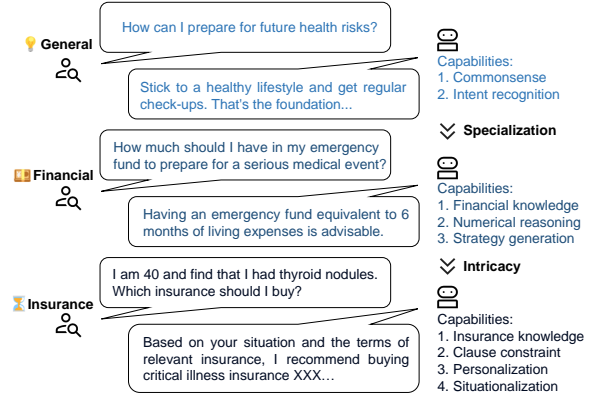 General
How can I prepare for future health risks?
Stick to a healthy lifestyle and get regular
check-ups. That's the foundation...
Capabilities:
1. Commonsense
2. Intent recognition
Specialization
Financial
How much should I have in my emergency
fund to prepare for a serious medical event?
Having an emergency fund equivalent to 6
months of living expenses is advisable.
Capabilities:
1. Financial knowledge
2. Numerical reasoning
3. Strategy generation
Intricacy
Insurance
I am 40 and find that I had thyroid nodules.
Which insurance should I buy?
Based on your situation and the terms of
relevant insurance, I recommend buying
critical illness insurance XXX…
Capabilities:
1. Insurance knowledge
2. Clause constraint
3. Personalization
4. Situationalization